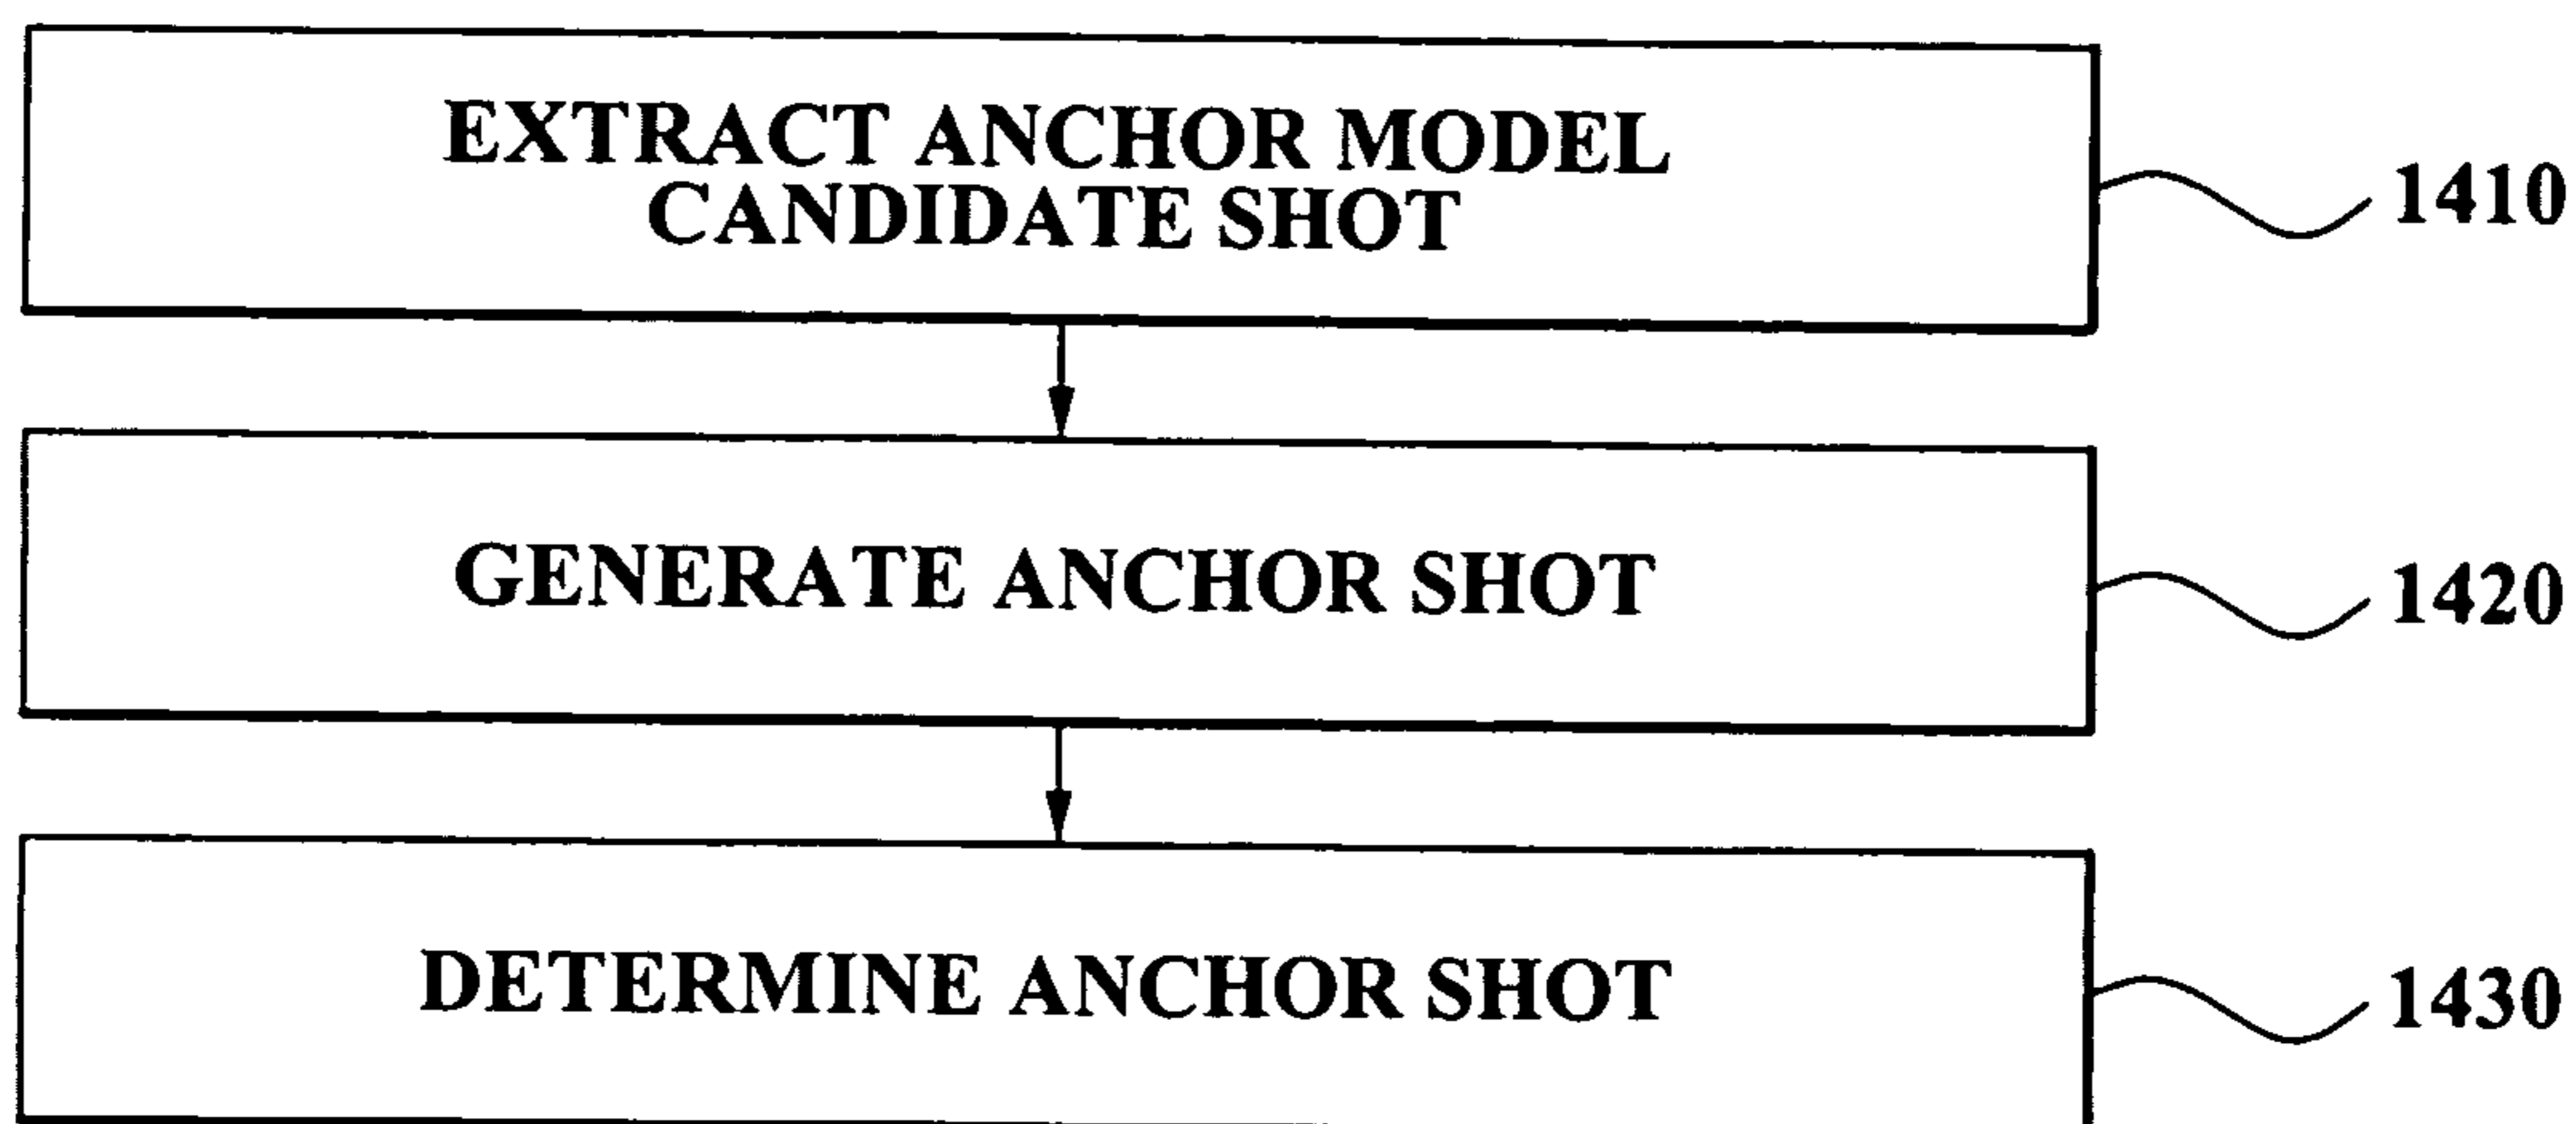 EXTRACT ANCHOR MODEL
CANDIDATE SHOT
1410
GENERATE ANCHOR SHOT
1420
DETERMINE ANCHOR SHOT
1430